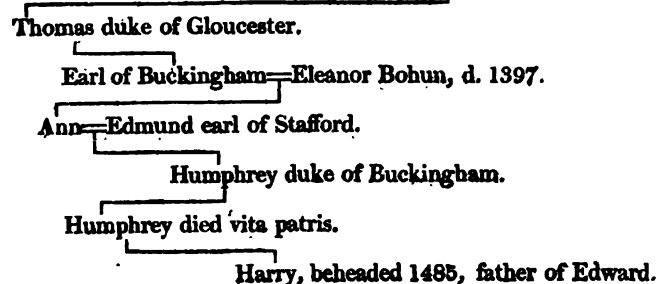 Thomas duke of Gloucester.
Earl of Buckingham=Eleanor Bohun, d. 1397.
Ann=Edmund earl of Stafford.
Humphrey duke of Buckingham.
Humphrey died vita patris.
Harry, beheaded 1485, father of Edward.